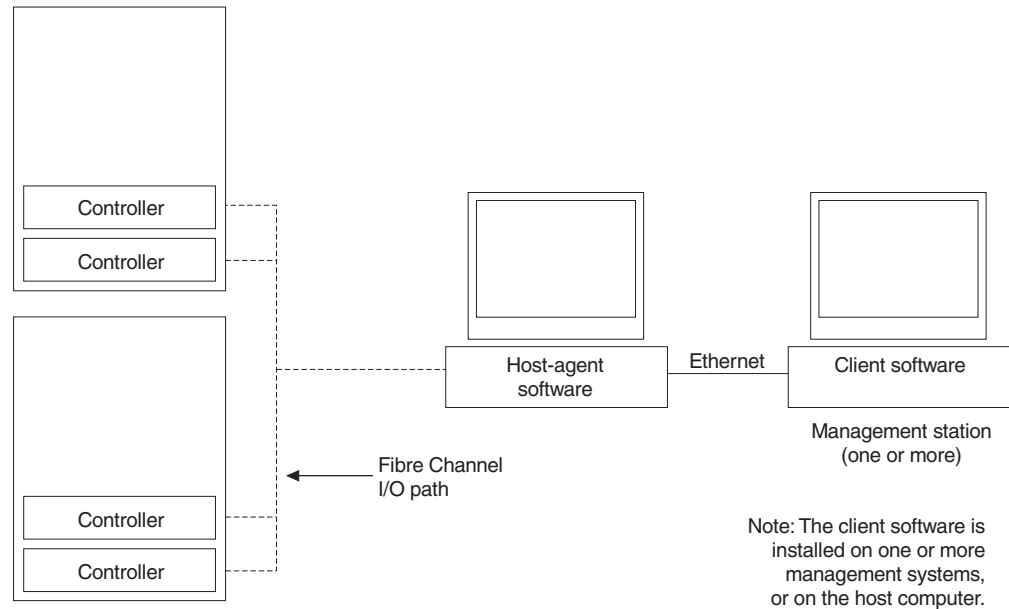 Controller
Controller
Host-agent
software
Ethernet
Client software
Management station
(one or more)
Fibre Channel
I/O path
Controller
Controller
Note: The client software is
installed on one or more
management systems,
or on the host computer.